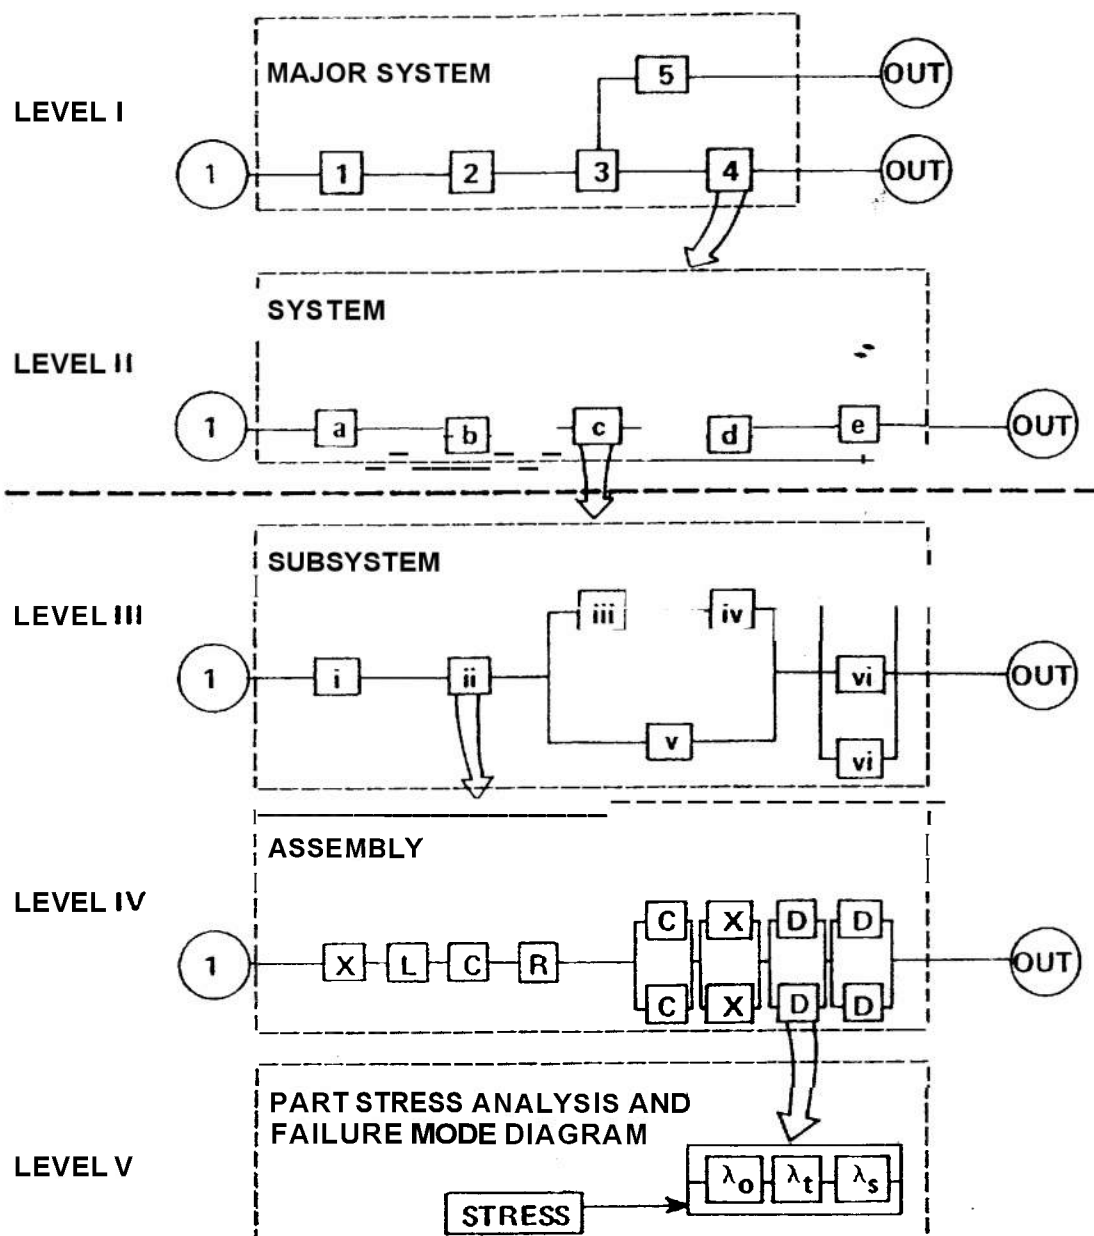 MAJOR SYSTEM
5 OUT
LEVEL I
1 1 2 3 4 OUT
SYSTEM
LEVEL II
1 a b c d e OUT
SUBSYSTEM
LEVEL III
iii iv
1 i ii vi OUT
v
vi
ASSEMBLY
LEVEL IV
C X D D
1 X L C R OUT
C X D D
PART STRESS ANALYSIS AND
FAILURE MODE DIAGRAM
LEVEL V
λo λt λs
STRESS